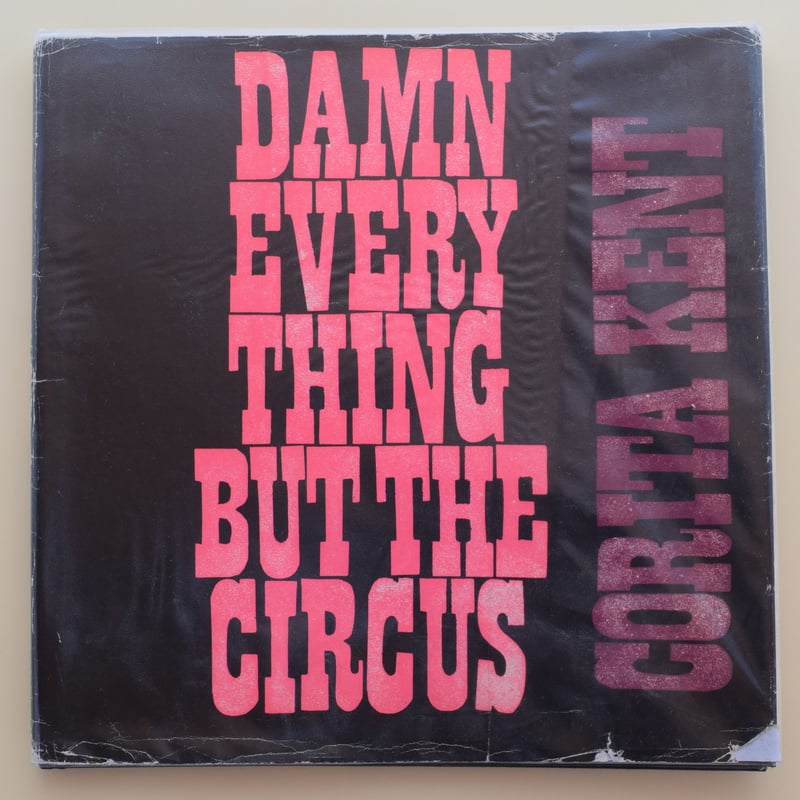 DAMN
EVERY
THING
BUT THE
CIRCUS
CORITA KENT